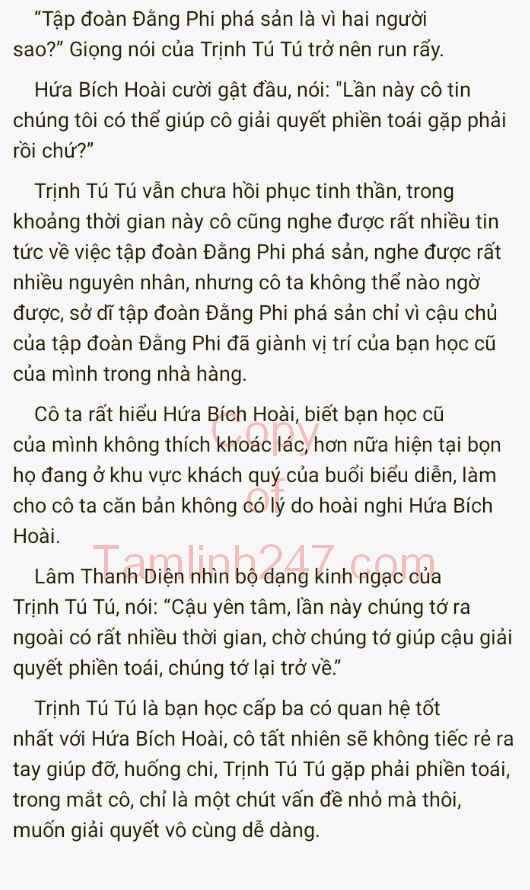 “Tập đoàn Đằng Phi phá sản là vì hai người
sao?” Giọng nói của Trịnh Tú Tú trở nên run rẩy.
Hứa Bích Hoài cười gật đầu, nói: "Lần này cô tin
chúng tôi có thể giúp cô giải quyết phiền toái gặp phải
rồi chứ?”
Trịnh Tú Tú vẫn chưa hồi phục tinh thần, trong
khoảng thời gian này cô cũng nghe được rất nhiều tin
tức về việc tập đoàn Đằng Phi phá sản, nghe được rất
nhiều nguyên nhân, nhưng cô ta không thể nào ngờ
được, sở dĩ tập đoàn Đằng Phi phá sản chỉ vì cậu chủ
của tập đoàn Đằng Phi đã giành vị trí của bạn học cũ
của mình trong nhà hàng.
Cô ta rất hiểu Hứa Bích Hoài, biết bạn học cũ
của mình không thích khoác lác, hơn nữa hiện tại bọn
họ đang ở khu vực khách quý của buổi biểu diễn, làm
cho cô ta căn bản không có lý do hoài nghi Hứa Bích
Hoài.
Lâm Thanh Diện nhìn bộ dạng kinh ngạc của
Trịnh Tú Tú, nói: “Cậu yên tâm, lần này chúng tớ ra
ngoài có rất nhiều thời gian, chờ chúng tớ giúp cậu giải
quyết phiền toái, chúng tớ lại trở về.”
Trịnh Tú Tú là bạn học cấp ba có quan hệ tốt
nhất với Hứa Bích Hoài, cô tất nhiên sẽ không tiếc rẻ ra
tay giúp đỡ, huống chi, Trịnh Tú Tú gặp phải phiền toái,
trong mắt cô, chỉ là một chút vấn đề nhỏ mà thôi,
muốn giải quyết vô cùng dễ dàng.
Copy
of
Tamlinh247.com